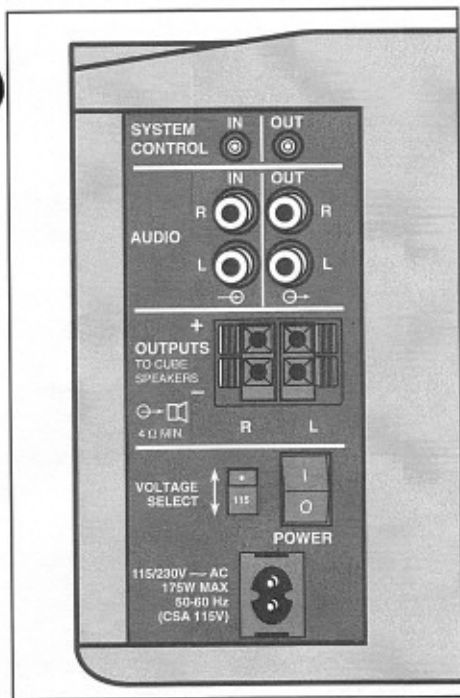 SYSTEM CONTROL
IN OUT
AUDIO
IN OUT
R R
L L
+
OUTPUTS
TO CUBE
SPEAKERS
−
4 Ω MIN.
R L
VOLTAGE
SELECT
115
I
O
POWER
115/230V ~ AC
175W MAX
50-60 Hz
(CSA 115V)